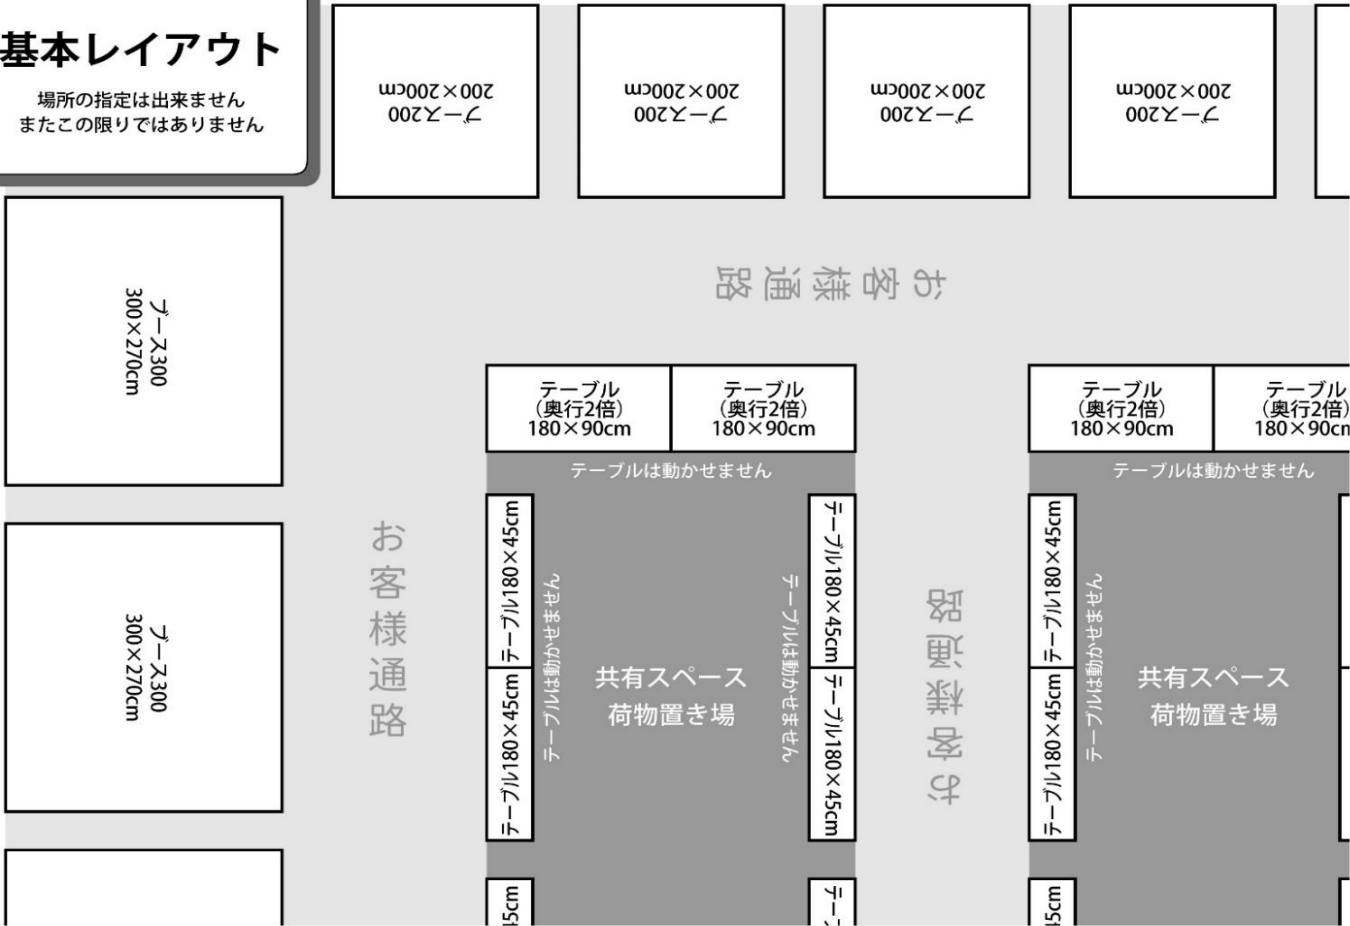 基本レイアウト
場所の指定は出来ません
またこの限りではありません
ブース200
200×200cm
ブース200
200×200cm
ブース200
200×200cm
ブース200
200×200cm
お客様通路
ブース300
300×270cm
ブース300
300×270cm
お客様通路
テーブル
(奥行2倍)
180×90cm
テーブル
(奥行2倍)
180×90cm
テーブルは動かせません
テーブル180×45cm
テーブル180×45cm
テーブルは動かせません
共有スペース
荷物置き場
テーブルは動かせません
テーブル180×45cm
テーブル180×45cm
5cm
テー
お客様通路
テーブル
(奥行2倍)
180×90cm
テーブル
(奥行2倍)
180×90c
テーブルは動かせません
テーブル180×45cm
テーブル180×45cm
テーブルは動かせません
共有スペース
荷物置き場
5cm